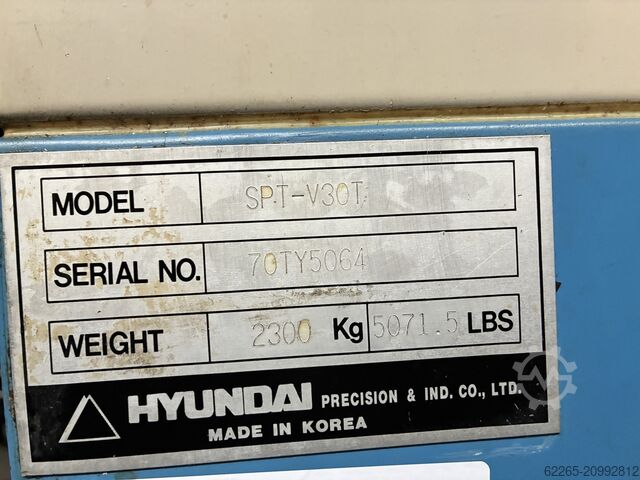 MODEL SPT-V30T
SERIAL NO. 70TY5064
WEIGHT 2300 Kg 5071.5 LBS
HYUNDAI PRECISION & IND. CO., LTD.
MADE IN KOREA
62265-20992812